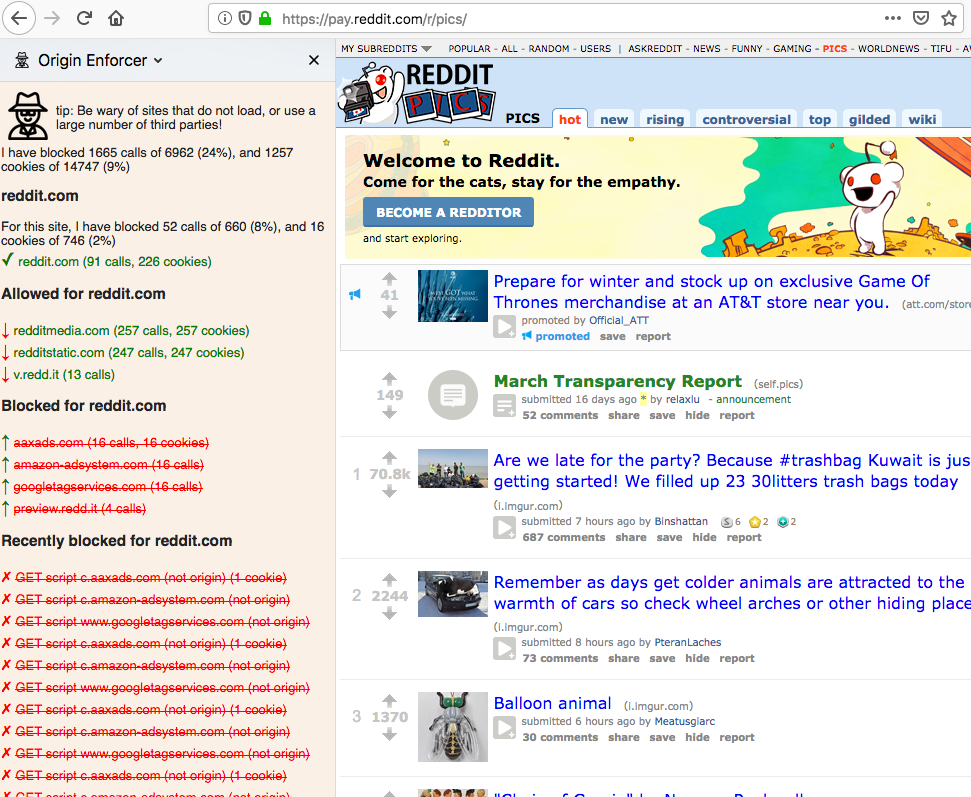 https://pay.reddit.com/r/pics/
Origin Enforcer
tip: Be wary of sites that do not load, or use a
large number of third parties!
I have blocked 1665 calls of 6962 (24%), and 1257
cookies of 14747 (9%)
reddit.com
For this site, I have blocked 52 calls of 660 (8%), and 16
cookies of 746 (2%)
✓ reddit.com (91 calls, 226 cookies)
Allowed for reddit.com
↓ redditmedia.com (257 calls, 257 cookies)
↓ redditstatic.com (247 calls, 247 cookies)
↓ v.redd.it (13 calls)
Blocked for reddit.com
↑ aaxads.com (16 calls, 16 cookies)
↑ amazon-adsystem.com (16 calls)
↑ googletagservices.com (16 calls)
↑ preview.redd.it (4 calls)
Recently blocked for reddit.com
✗ GET script c.aaxads.com (not origin) (1 cookie)
✗ GET script c.amazon-adsystem.com (not origin)
✗ GET script www.googletagservices.com (not origin)
✗ GET script c.aaxads.com (not origin) (1 cookie)
✗ GET script c.amazon-adsystem.com (not origin)
✗ GET script www.googletagservices.com (not origin)
✗ GET script c.aaxads.com (not origin) (1 cookie)
✗ GET script c.amazon-adsystem.com (not origin)
✗ GET script www.googletagservices.com (not origin)
✗ GET script c.aaxads.com (not origin) (1 cookie)
MY SUBREDDITS POPULAR - ALL - RANDOM - USERS | ASKREDDIT - NEWS - FUNNY - GAMING - PICS - WORLDNEWS - TIFU
REDDIT
PICS
PICS hot new rising controversial top gilded wiki
Welcome to Reddit.
Come for the cats, stay for the empathy.
BECOME A REDDITOR
and start exploring.
41
Prepare for winter and stock up on exclusive Game Of
Thrones merchandise at an AT&T store near you. (att.com/store
promoted by Official_ATT
promoted save report
149
March Transparency Report (self.pics)
submitted 16 days ago * by relaxlu - announcement
52 comments share save hide report
1 70.8k
Are we late for the party? Because #trashbag Kuwait is jus
getting started! We filled up 23 30litters trash bags today
(i.imgur.com)
submitted 7 hours ago by Binshattan S 6 2 2
687 comments share save hide report
2 2244
Remember as days get colder animals are attracted to the
warmth of cars so check wheel arches or other hiding place
(i.imgur.com)
submitted 8 hours ago by PteranLaches
73 comments share save hide report
3 1370
Balloon animal (i.imgur.com)
submitted 6 hours ago by Meatusgiarc
30 comments share save hide report